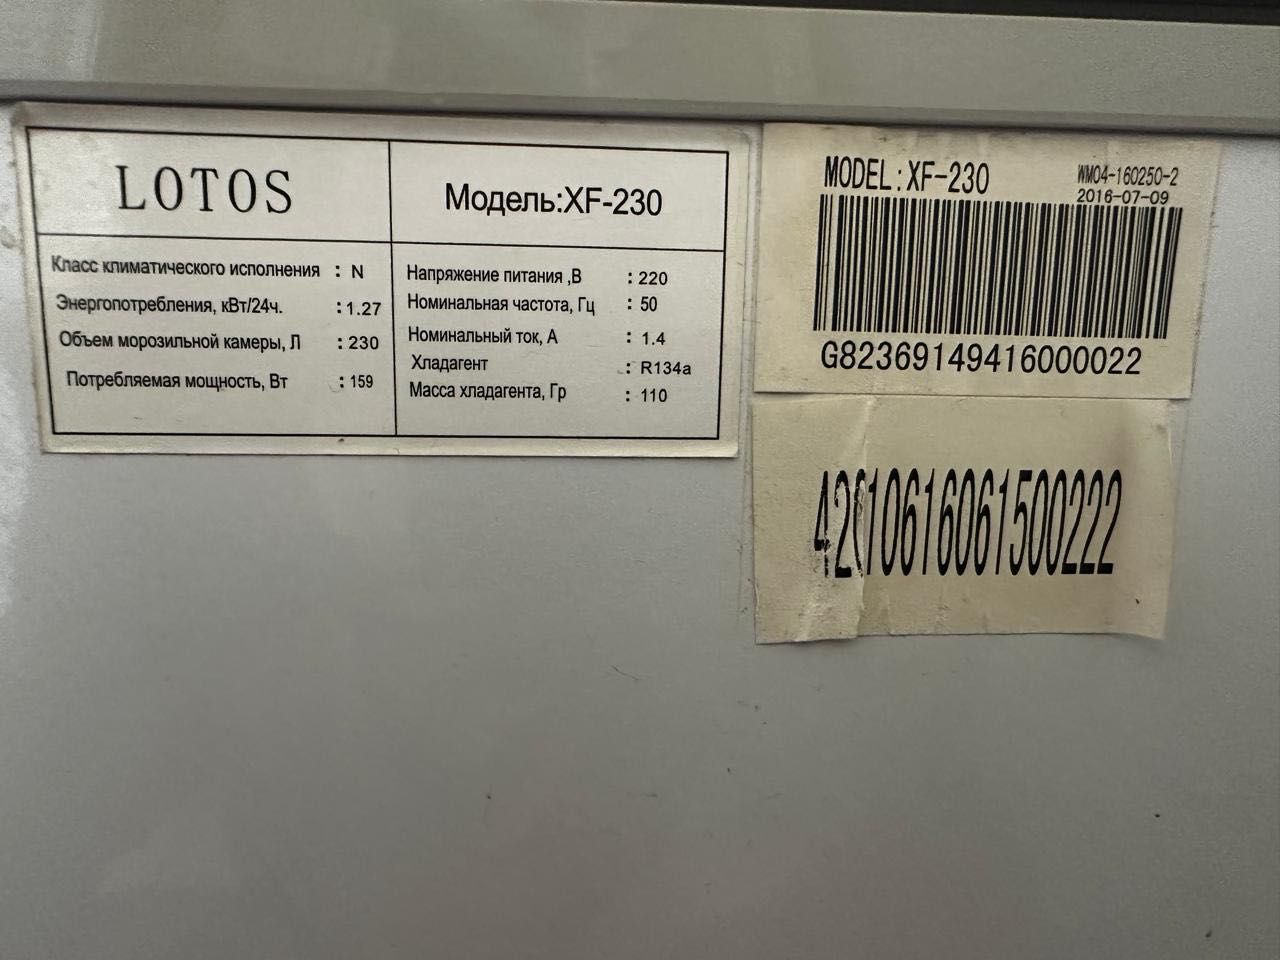 LOTOS
Модель:XF-230
Класс климатического исполнения : N
Энергопотребления, кВт/24ч. :1.27
Объем морозильной камеры, Л : 230
Потребляемая мощность, Вт : 159
Напряжение питания ,В : 220
Номинальная частота, Гц : 50
Номинальный ток, А : 1.4
Хладагент : R134a
Масса хладагента, Гр : 110
MODEL:XF-230
WM04-160250-2
2016-07-09
G82369149416000022